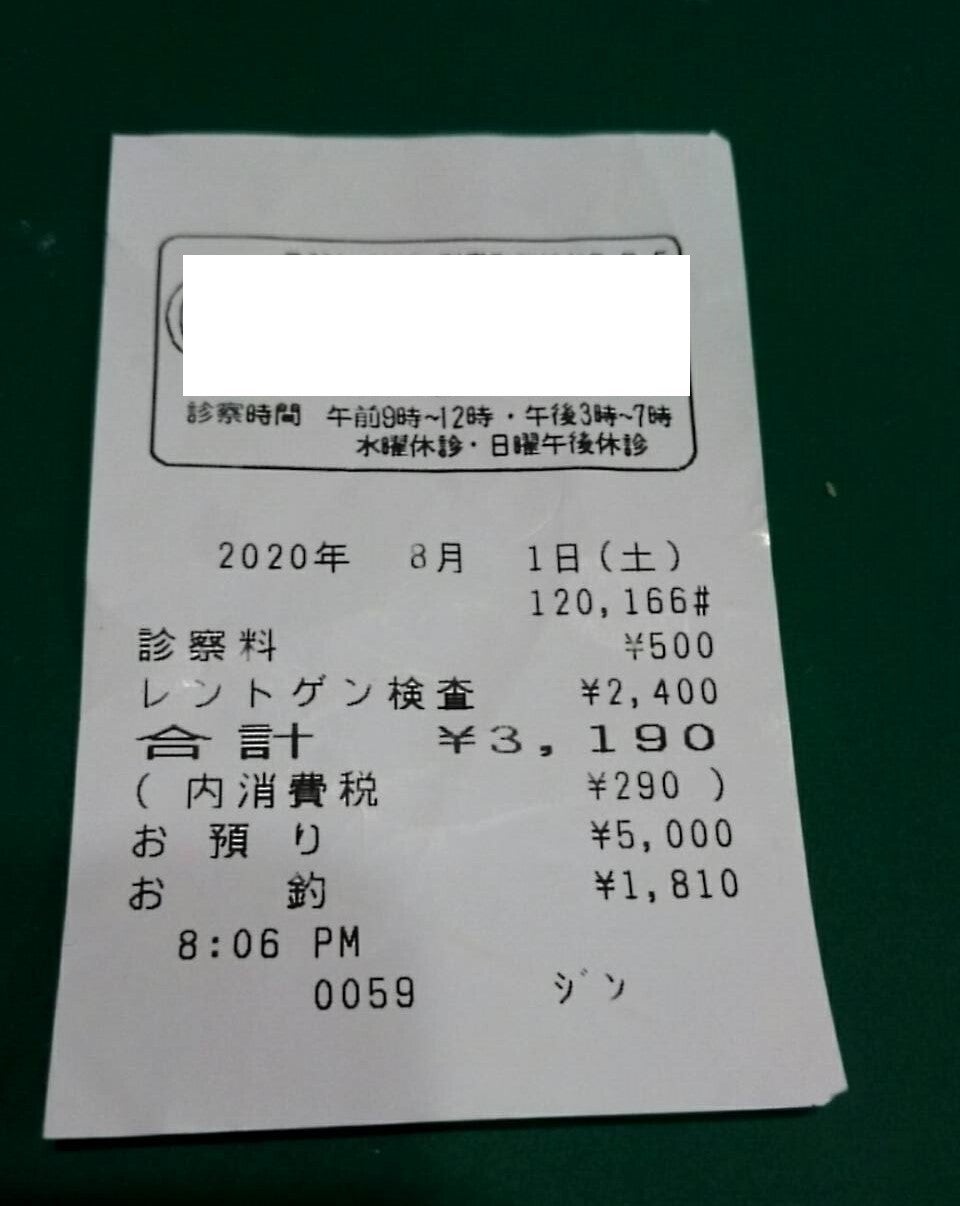 診察時間 午前9時~12時・午後3時~7時
水曜休診・日曜午後休診
2020年 8月 1日(土)
120,166#
診察料 ¥500
レントゲン検査 ¥2,400
合計 ¥3,190
(内消費税 ¥290)
お預り ¥5,000
お釣 ¥1,810
8:06 PM
0059 ジン